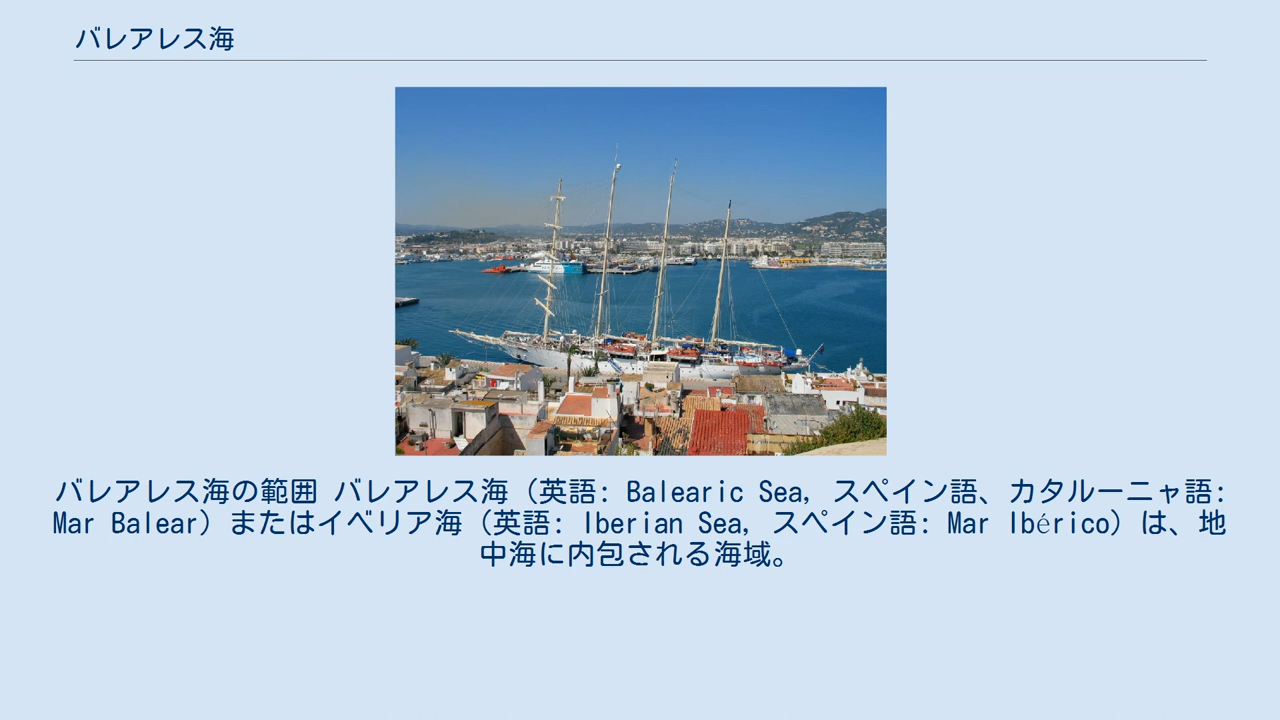 バレアレス海
バレアレス海の範囲 バレアレス海（英語: Balearic Sea, スペイン語、カタルーニャ語:
Mar Balear）またはイベリア海（英語: Iberian Sea, スペイン語: Mar Ibérico）は、地
中海に内包される海域。